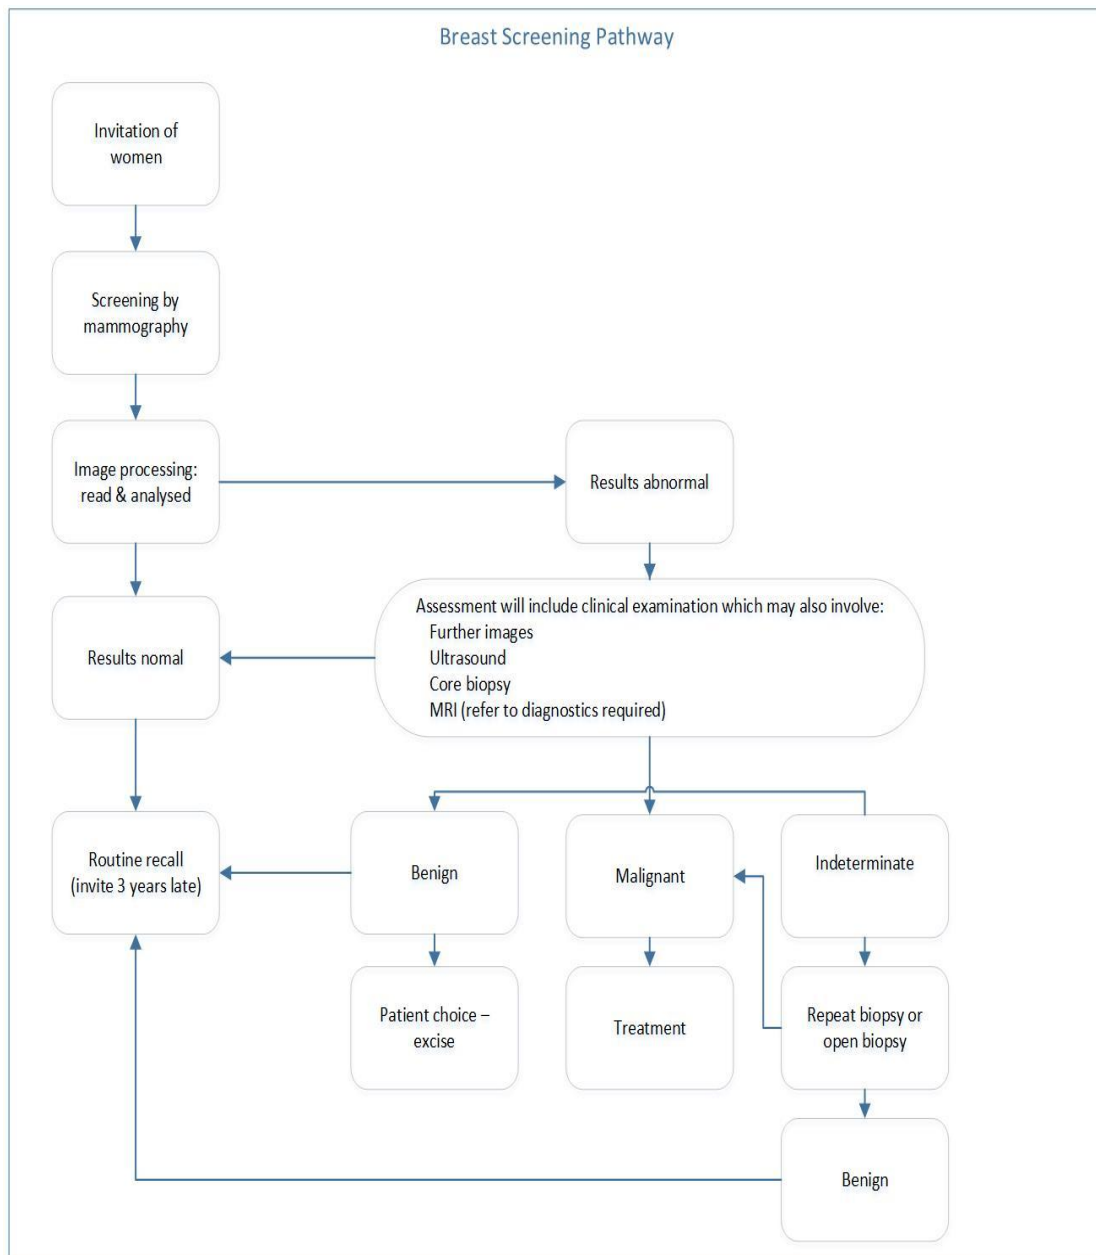 Breast Screening Pathway
Invitation of
women
Screening by
mammography
Image processing:
read & analysed
Results abnormal
Assessment will include clinical examination which may also involve:
Further images
Ultrasound
Core biopsy
MRI (refer to diagnostics required)
Results nomal
Routine recall
(invite 3 years late)
Benign
Malignant
Indeterminate
Patient choice –
excise
Treatment
Repeat biopsy or
open biopsy
Benign